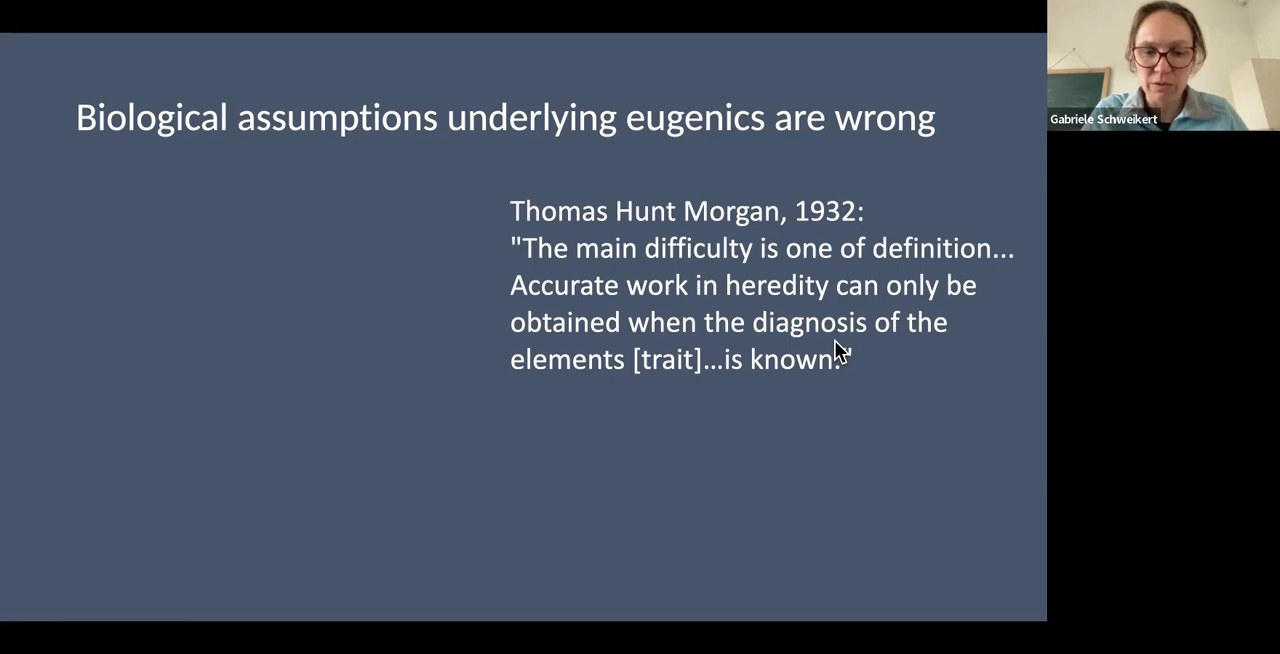 Biological assumptions underlying eugenics are wrong
Thomas Hunt Morgan, 1932:
"The main difficulty is one of definition...
Accurate work in heredity can only be
obtained when the diagnosis of the
elements [trait]...is known."
Gabriele Schweikert